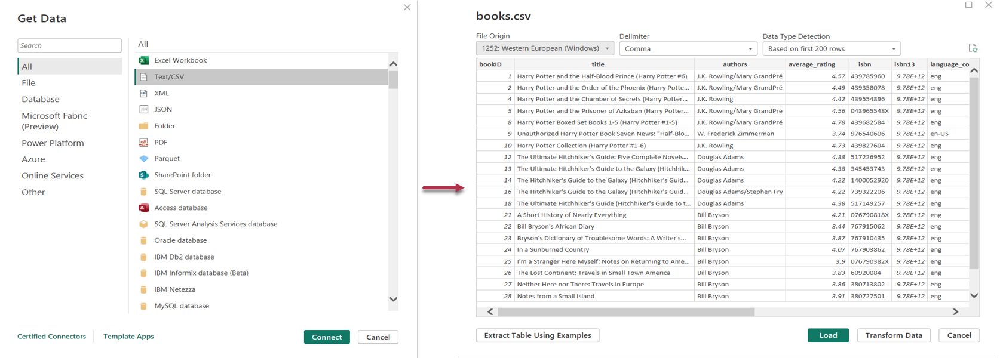 Get Data
Search
All
File
Database
Microsoft Fabric
(Preview)
Power Platform
Azure
Online Services
Other
All
Excel Workbook
Text/CSV
XML
JSON
Folder
PDF
Parquet
SharePoint folder
SQL Server database
Access database
SQL Server Analysis Services database
Oracle database
IBM Db2 database
IBM Informix database (Beta)
IBM Netezza
MySQL database
Certified Connectors
Template Apps
Connect
Cancel
books.csv
File Origin
1252: Western European (Windows)
Delimiter
Comma
Data Type Detection
Based on first 200 rows
bookID title authors average_rating isbn isbn13 language_co
1 Harry Potter and the Half-Blood Prince (Harry Potter #6) J.K. Rowling/Mary GrandPré 4.57 439785960 9.78E+12 eng
2 Harry Potter and the Order of the Phoenix (Harry Potte... J.K. Rowling/Mary GrandPré 4.49 439358078 9.78E+12 eng
4 Harry Potter and the Chamber of Secrets (Harry Potter... J.K. Rowling 4.42 439554896 9.78E+12 eng
5 Harry Potter and the Prisoner of Azkaban (Harry Potter... J.K. Rowling/Mary GrandPré 4.56 043965548X 9.78E+12 eng
8 Harry Potter Boxed Set Books 1-5 (Harry Potter #1-5) J.K. Rowling/Mary GrandPré 4.78 439682584 9.78E+12 eng
9 Unauthorized Harry Potter Book Seven News: "Half-Blo... W. Frederick Zimmerman 3.74 976540606 9.78E+12 en-US
10 Harry Potter Collection (Harry Potter #1-6) J.K. Rowling 4.73 439827604 9.78E+12 eng
12 The Ultimate Hitchhiker's Guide: Five Complete Novels... Douglas Adams 4.38 517226952 9.78E+12 eng
13 The Ultimate Hitchhiker's Guide to the Galaxy (Hitchhik... Douglas Adams 4.38 345453743 9.78E+12 eng
14 The Hitchhiker's Guide to the Galaxy (Hitchhiker's Guid... Douglas Adams 4.22 1400052920 9.78E+12 eng
16 The Hitchhiker's Guide to the Galaxy (Hitchhiker's Guid... Douglas Adams/Stephen Fry 4.22 739322206 9.78E+12 eng
18 The Ultimate Hitchhiker's Guide (Hitchhiker's Guide to t... Douglas Adams 4.38 517149257 9.78E+12 eng
21 A Short History of Nearly Everything Bill Bryson 4.21 076790818X 9.78E+12 eng
22 Bill Bryson's African Diary Bill Bryson 3.44 767915062 9.78E+12 eng
23 Bryson's Dictionary of Troublesome Words: A Writer's... Bill Bryson 3.87 767910435 9.78E+12 eng
24 In a Sunburned Country Bill Bryson 4.07 767903862 9.78E+12 eng
25 I'm a Stranger Here Myself: Notes on Returning to Ame... Bill Bryson 3.9 076790382X 9.78E+12 eng
26 The Lost Continent: Travels in Small Town America Bill Bryson 3.83 60920084 9.78E+12 eng
27 Neither Here nor There: Travels in Europe Bill Bryson 3.86 380713802 9.78E+12 eng
28 Notes from a Small Island Bill Bryson 3.91 380727501 9.78E+12 eng
Extract Table Using Examples
Load
Transform Data
Cancel